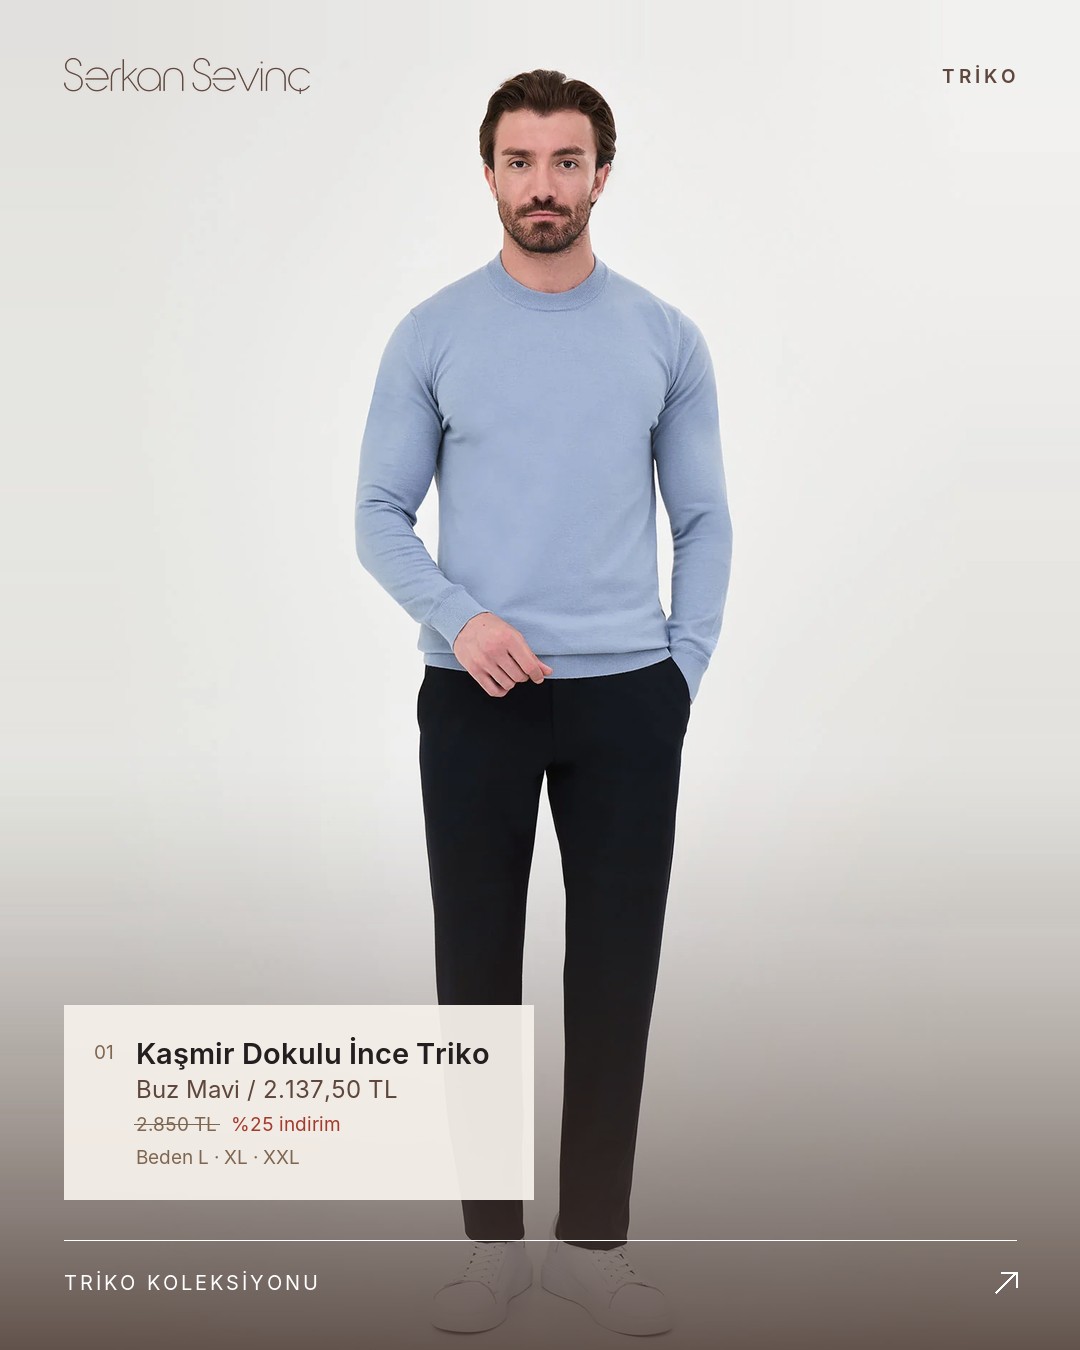 Serkan Sevinç
TRİKO
01
Kaşmir Dokulu İnce Triko
Buz Mavi / 2.137,50 TL
2.850 TL %25 indirim
Beden L · XL · XXL
TRİKO KOLEKSİYONU